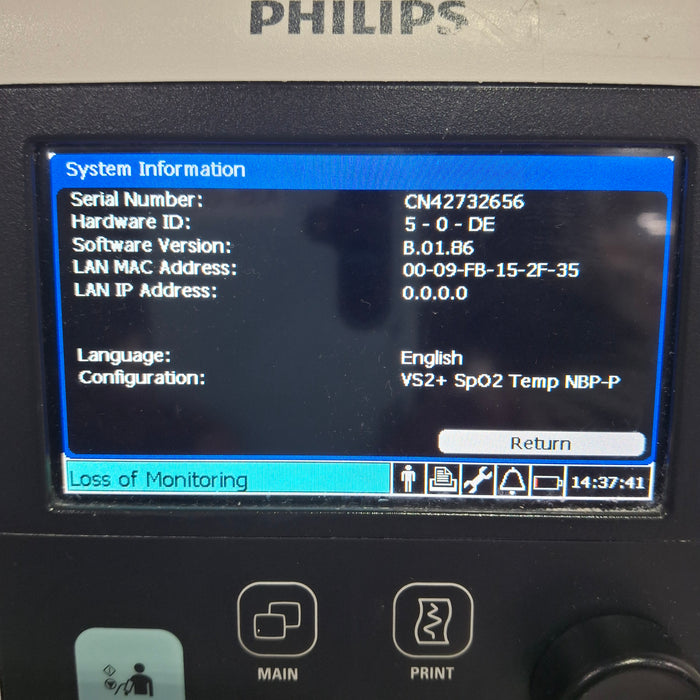 PHILIPS
System Information
Serial Number: CN42732656
Hardware ID: 5 - 0 - DE
Software Version: B.01.86
LAN MAC Address: 00-09-FB-15-2F-35
LAN IP Address: 0.0.0.0
Language: English
Configuration: VS2+ SpO2 Temp NBP-P
Return
Loss of Monitoring 14:37:41
MAIN PRINT